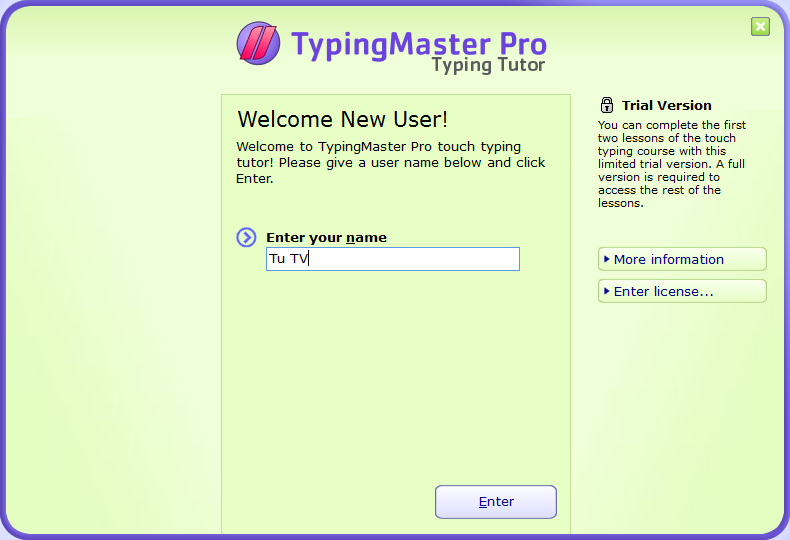 TypingMaster Pro
Typing Tutor
Welcome New User!
Welcome to TypingMaster Pro touch typing
tutor! Please give a user name below and click
Enter.
Enter your name
Tu TV
Enter
Trial Version
You can complete the first
two lessons of the touch
typing course with this
limited trial version. A full
version is required to
access the rest of the
lessons.
More information
Enter license...